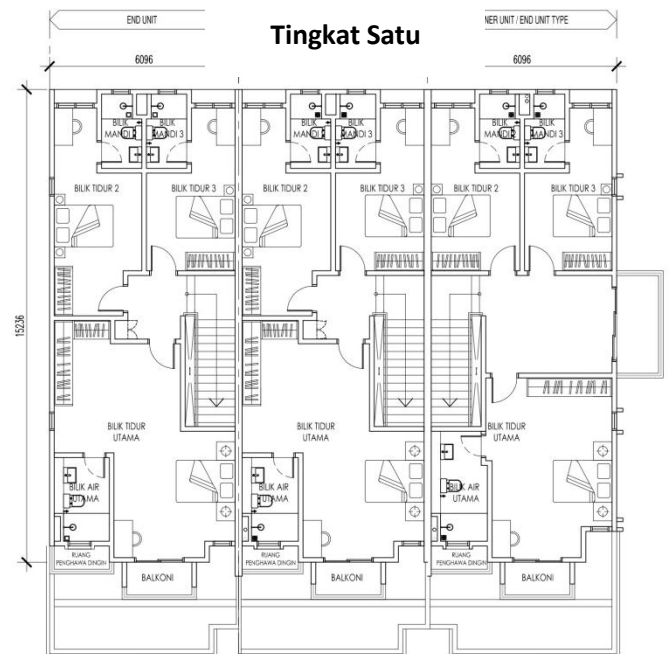 END UNIT
Tingkat Satu
NER UNIT / END UNIT TYPE
6096
6096
15236
BILIK
MANDI
BILIK
MANDI 3
BILIK
MANDI
BILIK
MANDI 3
BILIK
MANDI
BILIK
MANDI 3
BILIK TIDUR 2
BILIK TIDUR 3
BILIK TIDUR 2
BILIK TIDUR 3
BILIK TIDUR 2
BILIK TIDUR 3
BILIK TIDUR
UTAMA
BILIK TIDUR
UTAMA
BILIK TIDUR
UTAMA
BILIK AIR
UTAMA
BILIK AIR
UTAMA
BILIK AIR
UTAMA
RUANG
PENGHAWA DINGIN
BALKONI
RUANG
PENGHAWA DINGIN
BALKONI
RUANG
PENGHAWA DINGIN
BALKONI